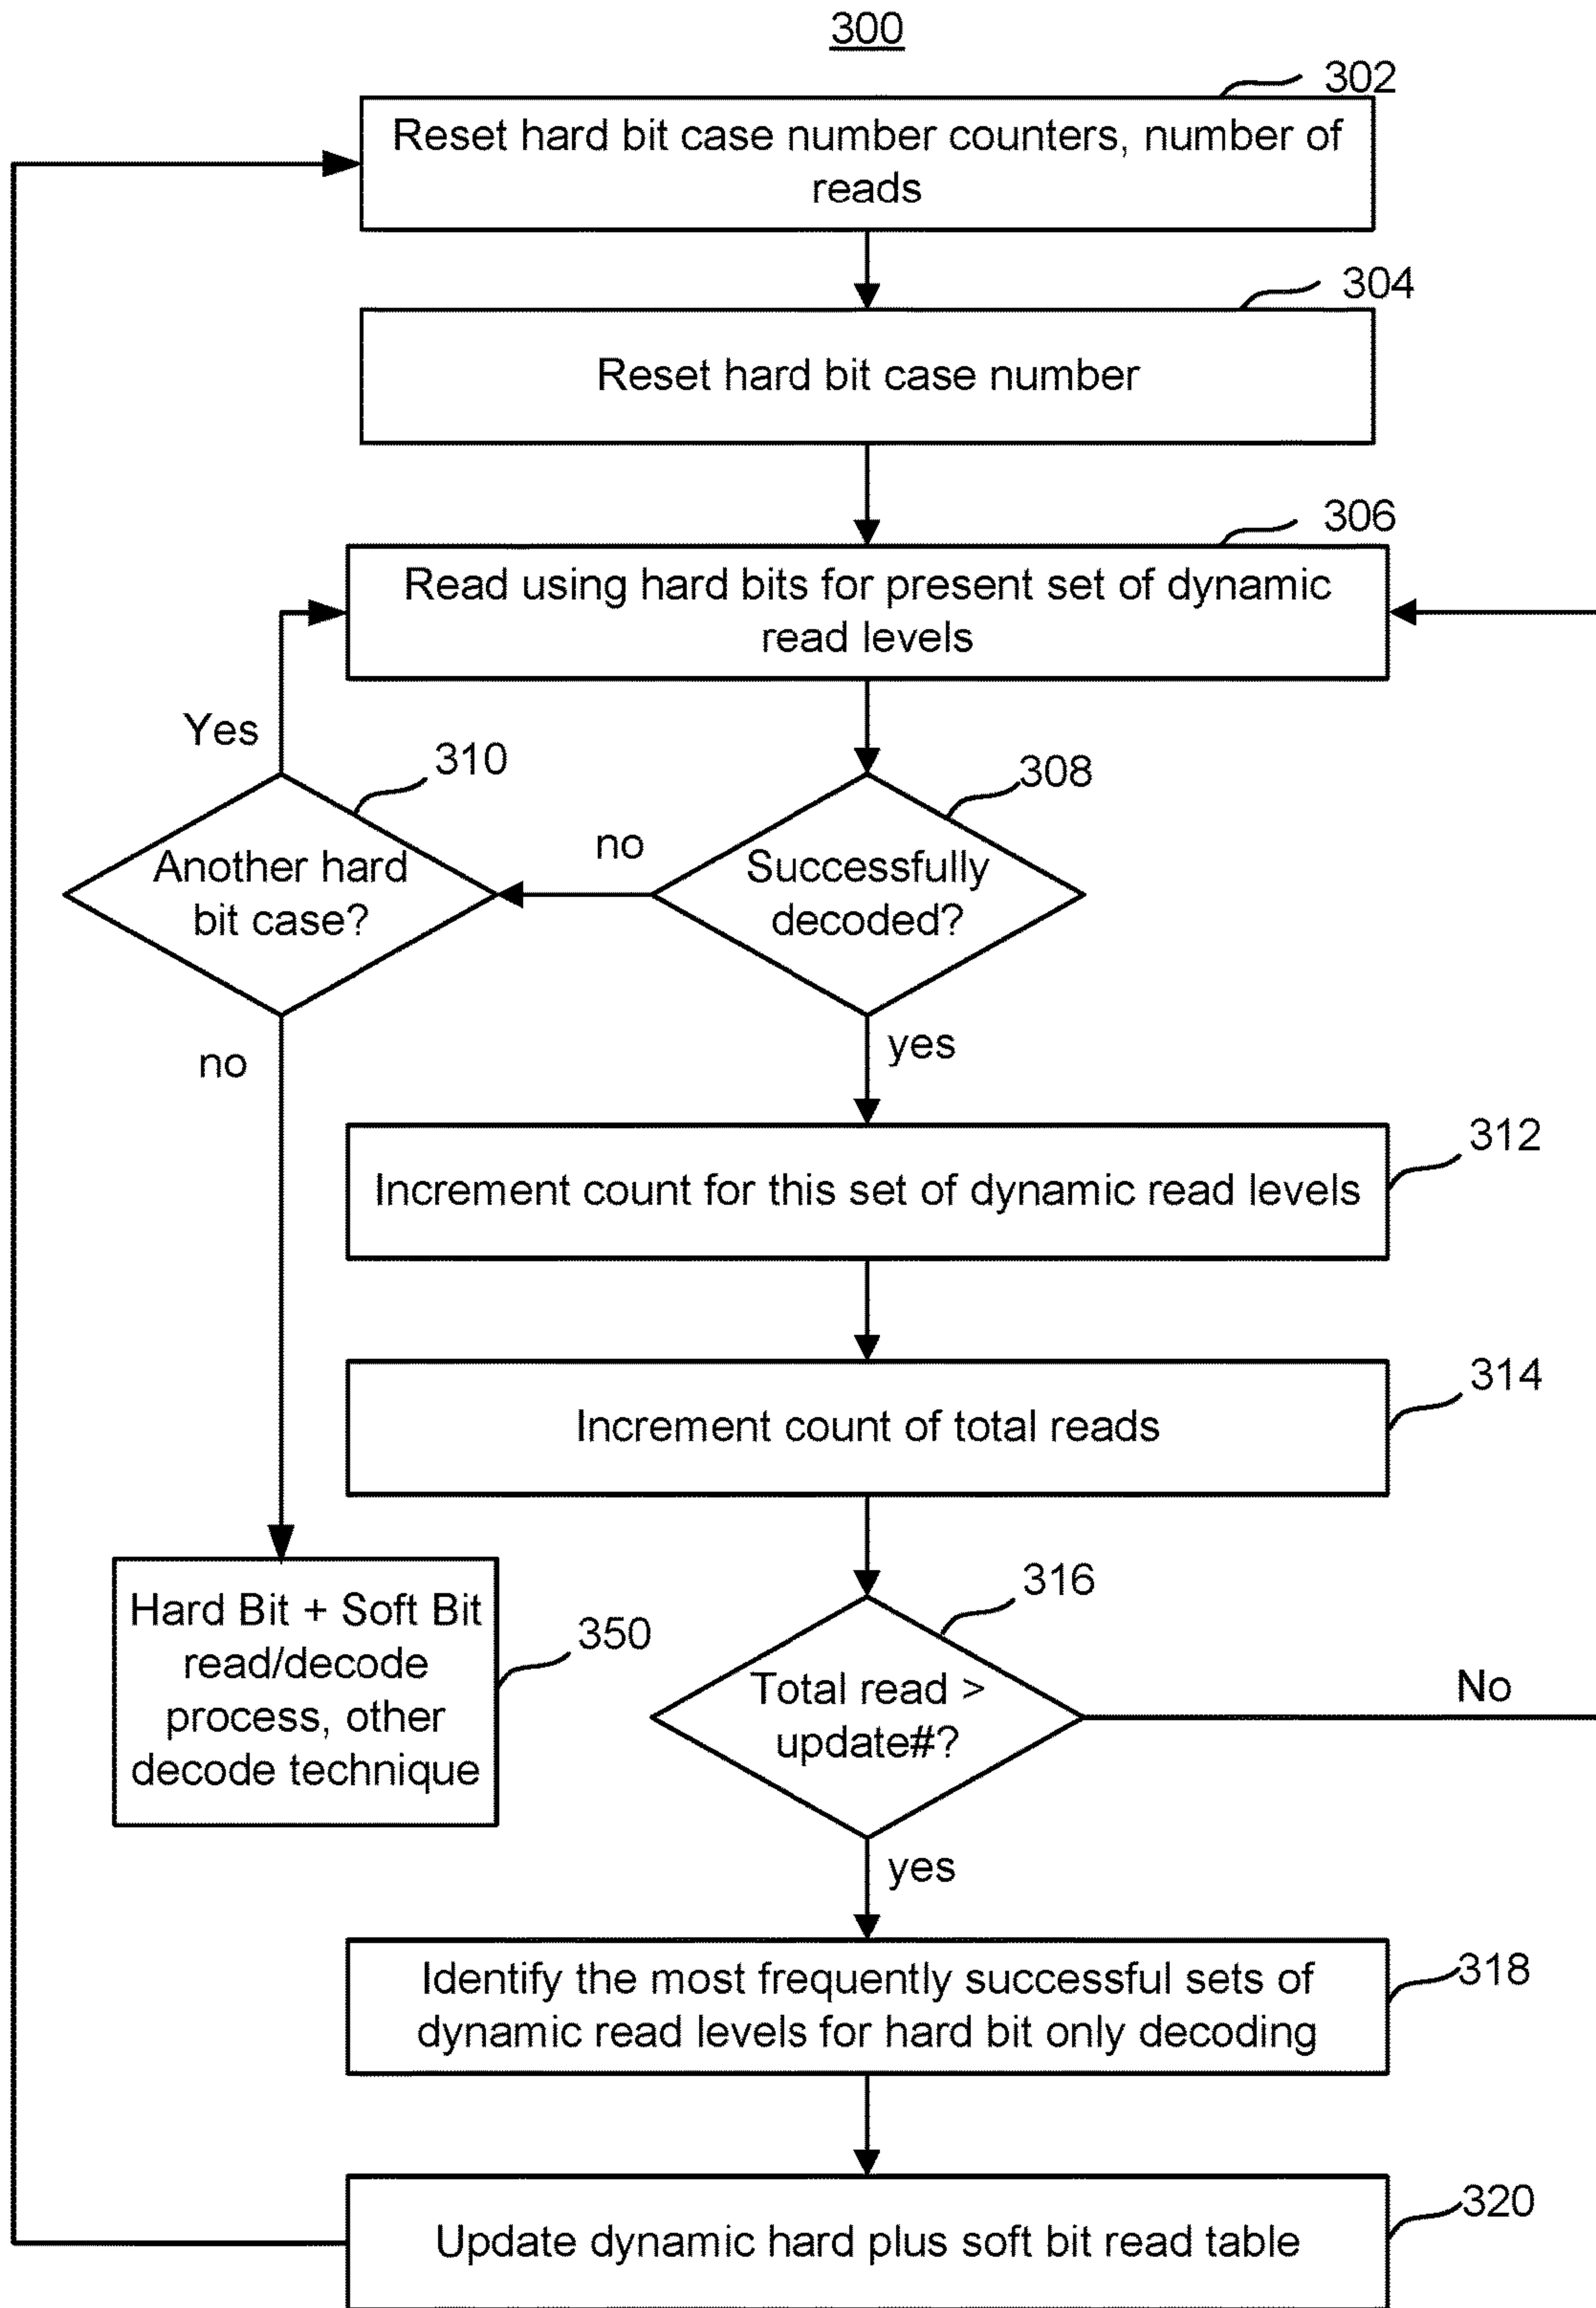 300
302
Reset hard bit case number counters, number of
reads
304
Reset hard bit case number
306
Read using hard bits for present set of dynamic
read levels
Yes
310
308
no
Another hard
bit case?
Successfully
decoded?
no
yes
312
Increment count for this set of dynamic read levels
314
Increment count of total reads
316
350
Hard Bit + Soft Bit
read/decode
process, other
decode technique
Total read >
update#?
No
yes
318
Identify the most frequently successful sets of
dynamic read levels for hard bit only decoding
320
Update dynamic hard plus soft bit read table